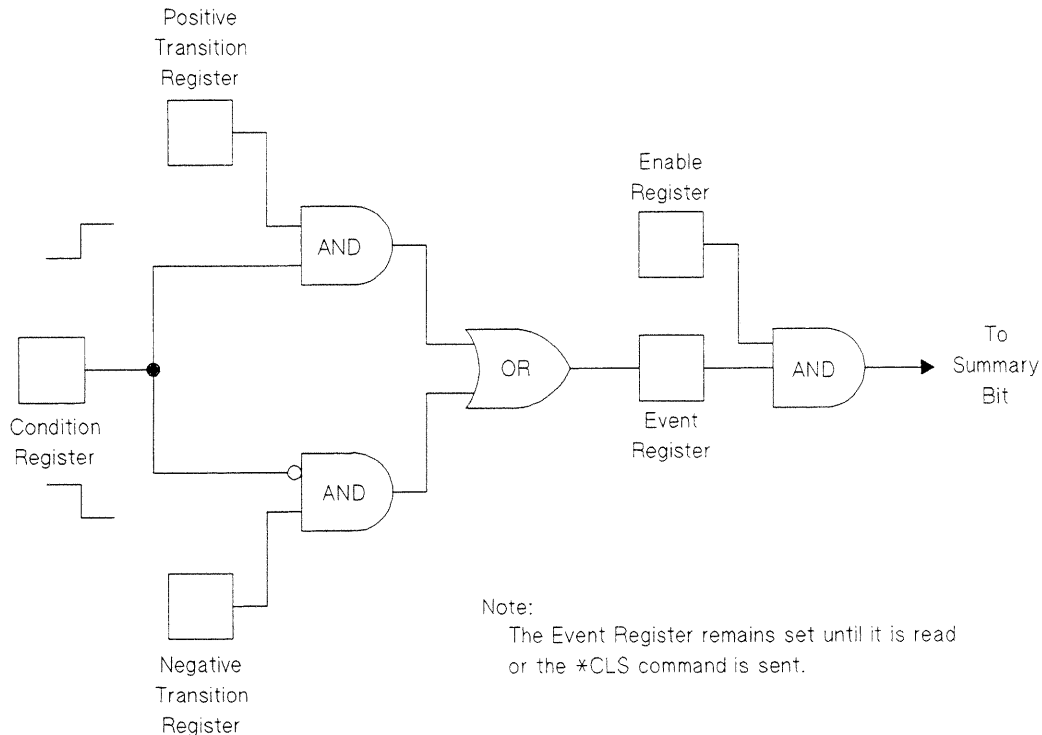 Positive
Transition
Register
Enable
Register
AND
OR
AND
To
Summary
Bit
Condition
Register
Event
Register
AND
Negative
Transition
Register
Note:
The Event Register remains set until it is read
or the *CLS command is sent.